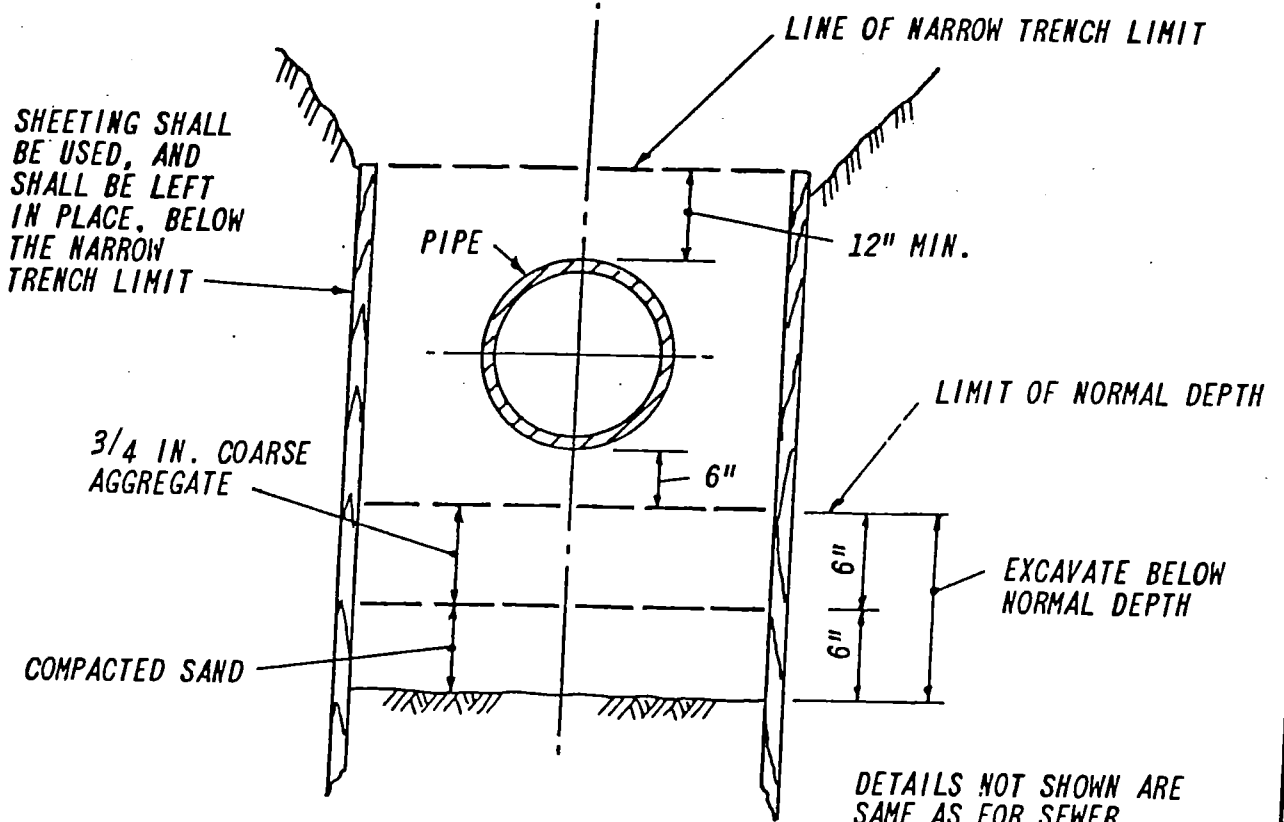 LINE OF NARROW TRENCH LIMIT
SHEETING SHALL
BE USED, AND
SHALL BE LEFT
IN PLACE, BELOW
THE NARROW
TRENCH LIMIT
PIPE
12" MIN.
LIMIT OF NORMAL DEPTH
3/4 IN. COARSE
AGGREGATE
6"
6"
EXCAVATE BELOW
NORMAL DEPTH
6"
COMPACTED SAND
DETAILS NOT SHOWN ARE
SAME AS FOR SEWER